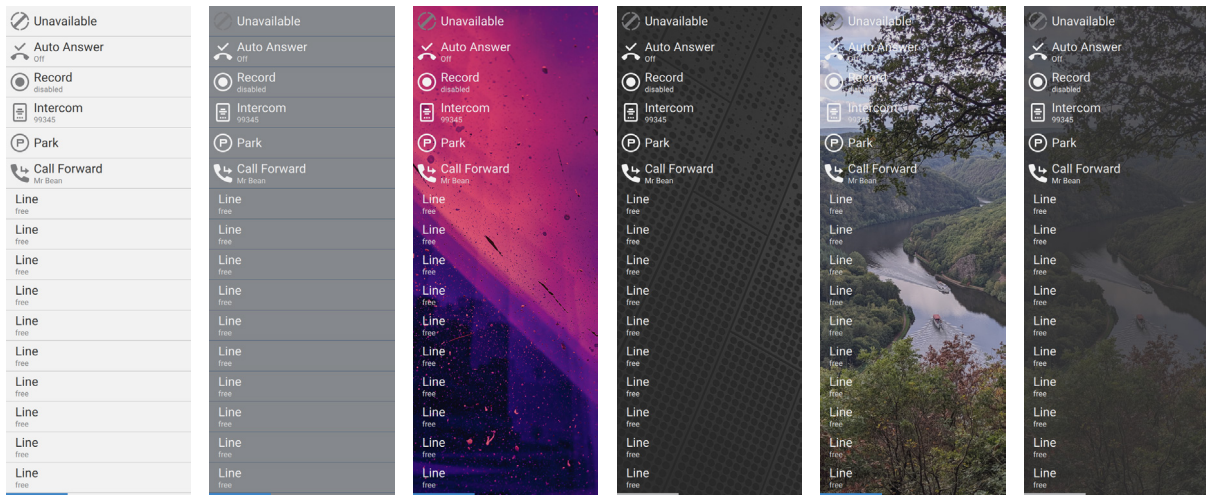 Unavailable
Auto Answer
Off
Record
disabled
Intercom
99345
P Park
Call Forward
Mr Bean
Line
free
Line
free
Line
free
Line
free
Line
free
Line
free
Line
free
Line
free
Line
free
Line
free
Unavailable
Auto Answer
Off
Record
disabled
Intercom
99345
P Park
Call Forward
Mr Bean
Line
free
Line
free
Line
free
Line
free
Line
free
Line
free
Line
free
Line
free
Line
free
Line
free
Unavailable
Auto Answer
Off
Record
disabled
Intercom
99345
P Park
Call Forward
Mr Bean
Line
free
Line
free
Line
free
Line
free
Line
free
Line
free
Line
free
Line
free
Line
free
Line
free
Unavailable
Auto Answer
Off
Record
disabled
Intercom
99345
P Park
Call Forward
Mr Bean
Line
free
Line
free
Line
free
Line
free
Line
free
Line
free
Line
free
Line
free
Line
free
Line
free
Unavailable
Auto Answer
Off
Record
disabled
Intercom
99345
P Park
Call Forward
Mr Bean
Line
free
Line
free
Line
free
Line
free
Line
free
Line
free
Line
free
Line
free
Line
free
Line
free
Unavailable
Auto Answer
Off
Record
disabled
Intercom
99345
P Park
Call Forward
Mr Bean
Line
free
Line
free
Line
free
Line
free
Line
free
Line
free
Line
free
Line
free
Line
free
Line
free